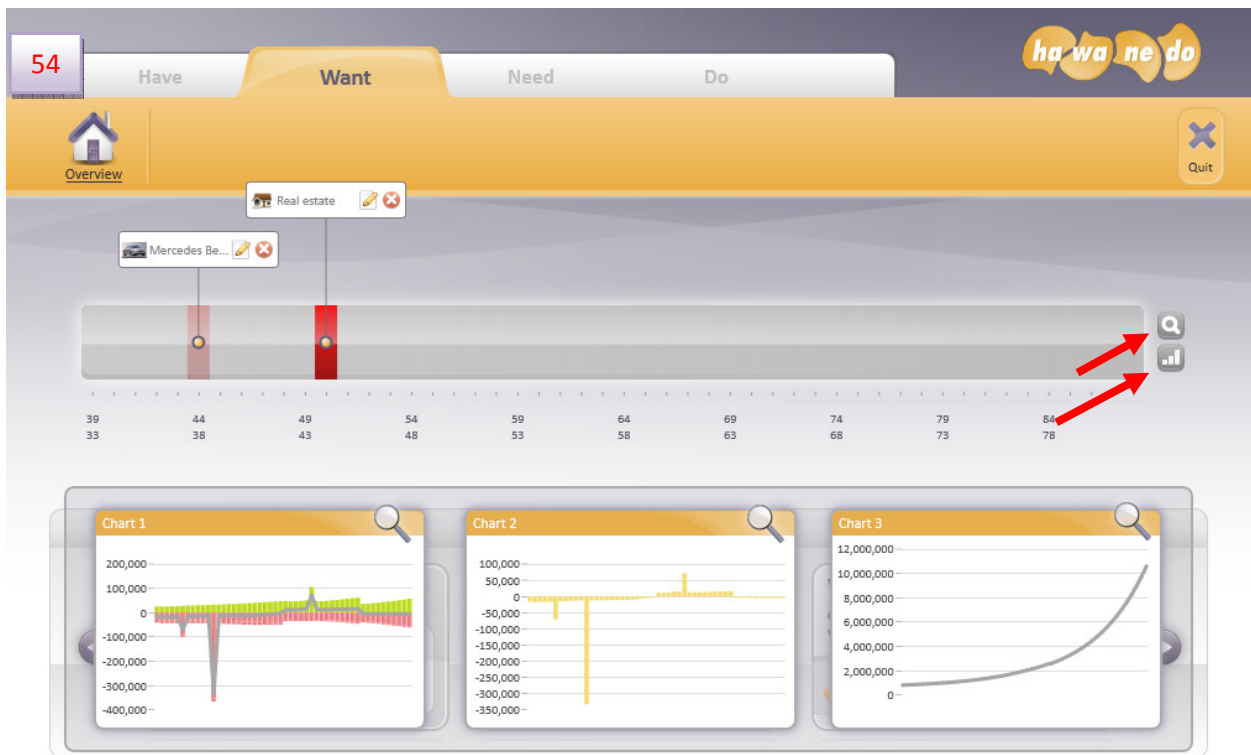 54
Have Want Need Do
ha wa ne do
Overview
Quit
Real estate
Mercedes Be...
39 44 49 54 59 64 69 74 79 84
33 38 43 48 53 58 63 68 73 78
Chart 1
200,000
100,000
0
-100,000
-200,000
-300,000
-400,000
Chart 2
100,000
50,000
0
-50,000
-100,000
-150,000
-200,000
-250,000
-300,000
-350,000
Chart 3
12,000,000
10,000,000
8,000,000
6,000,000
4,000,000
2,000,000
0